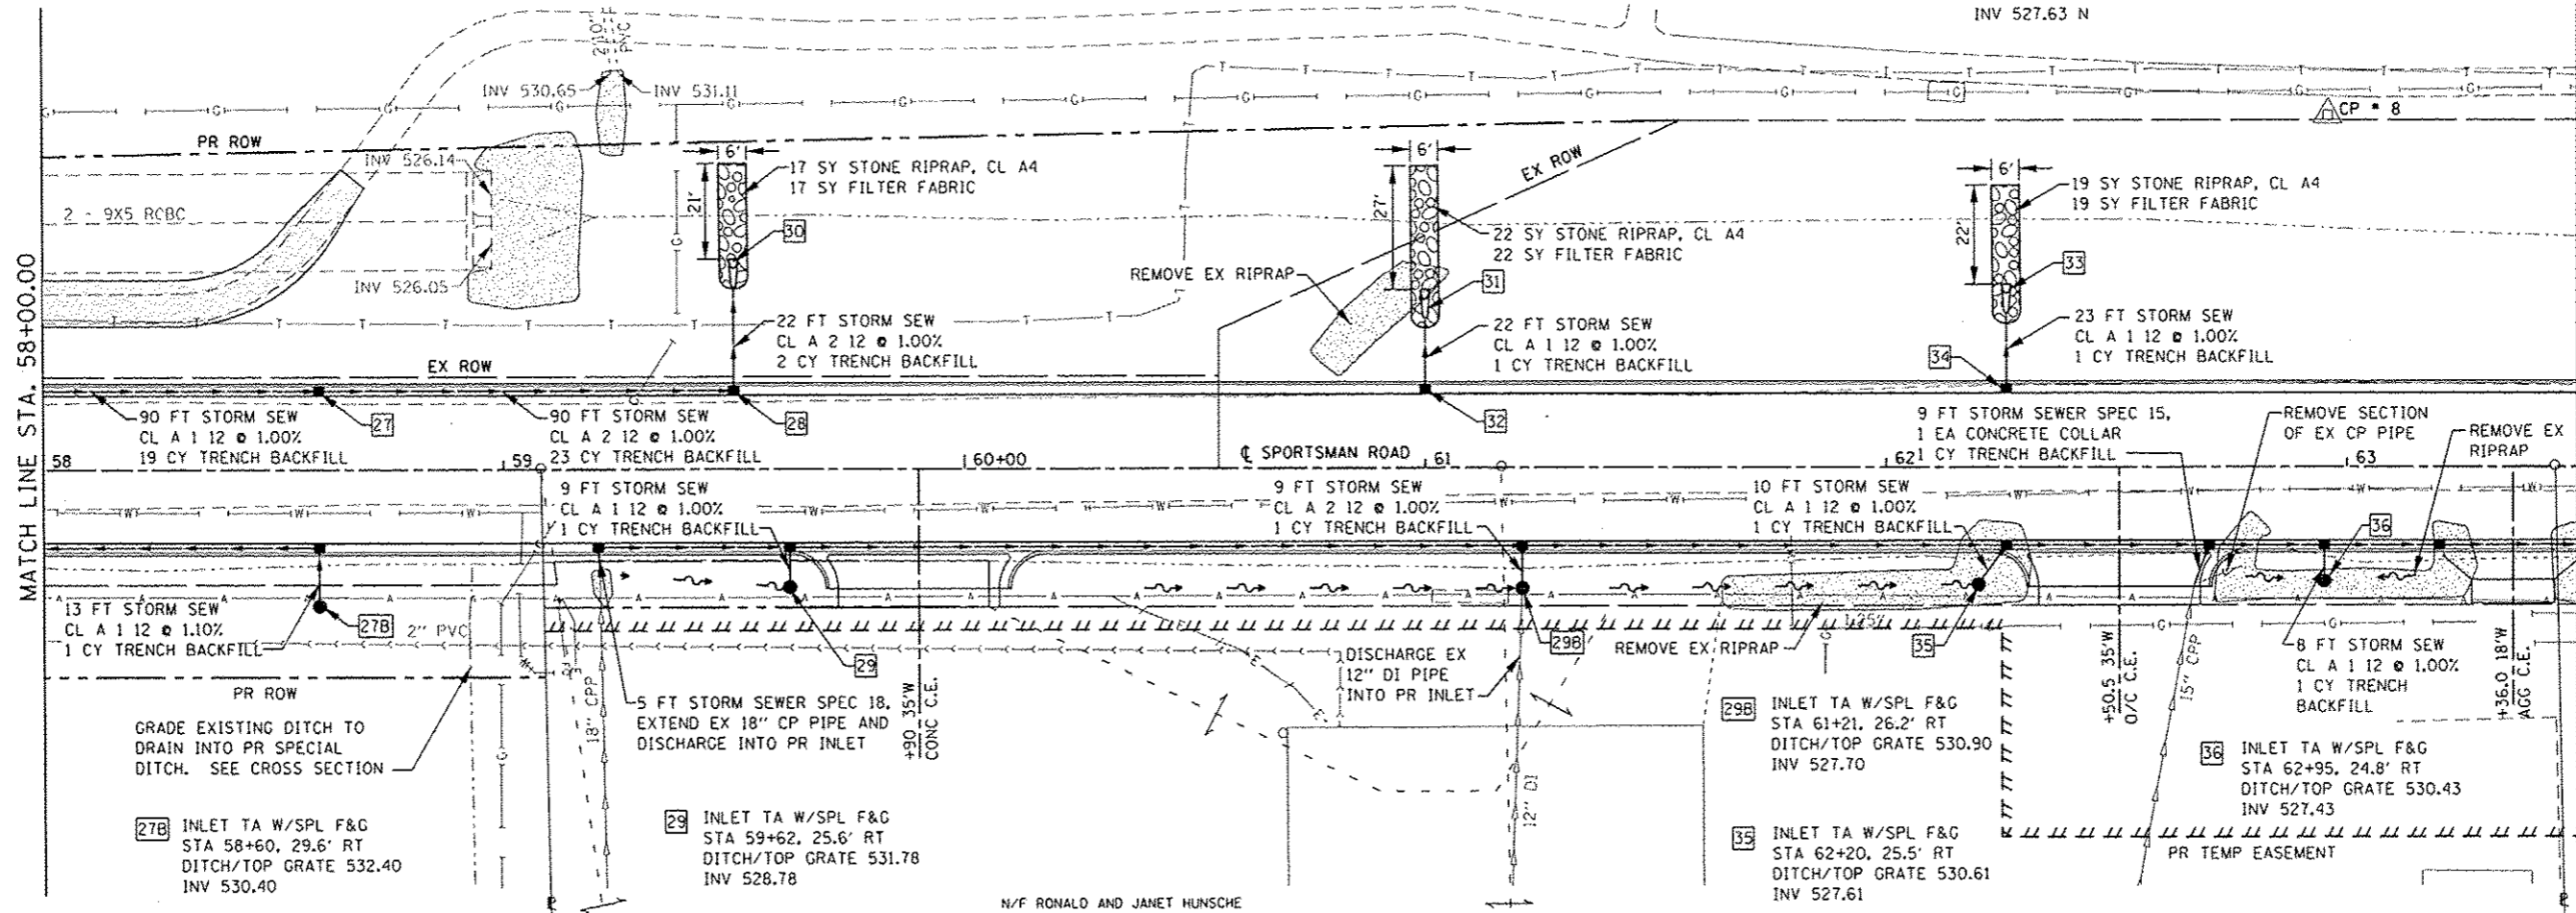 INV 527.63 N
2-10"
PVC
INV 530.65
INV 531.11
CP * 8
PR ROW
INV 526.14
6'
17 SY STONE RIPRAP, CL A4
17 SY FILTER FABRIC
21'
30
2 - 9X5 RCBC
INV 526.05
6'
EX ROW
27'
22 SY STONE RIPRAP, CL A4
22 SY FILTER FABRIC
REMOVE EX RIPRAP
31
6'
19 SY STONE RIPRAP, CL A4
19 SY FILTER FABRIC
22'
33
22 FT STORM SEW
CL A 2 12 @ 1.00%
2 CY TRENCH BACKFILL
22 FT STORM SEW
CL A 1 12 @ 1.00%
1 CY TRENCH BACKFILL
23 FT STORM SEW
CL A 1 12 @ 1.00%
1 CY TRENCH BACKFILL
34
EX ROW
MATCH LINE STA. 58+00.00
90 FT STORM SEW
CL A 1 12 @ 1.00%
19 CY TRENCH BACKFILL
27
90 FT STORM SEW
CL A 2 12 @ 1.00%
23 CY TRENCH BACKFILL
28
32
9 FT STORM SEWER SPEC 15,
1 EA CONCRETE COLLAR
1 CY TRENCH BACKFILL
REMOVE SECTION
OF EX CP PIPE
REMOVE EX
RIPRAP
58
59
60+00
℄ SPORTSMAN ROAD
61
62
63
9 FT STORM SEW
CL A 1 12 @ 1.00%
1 CY TRENCH BACKFILL
9 FT STORM SEW
CL A 2 12 @ 1.00%
1 CY TRENCH BACKFILL
10 FT STORM SEW
CL A 1 12 @ 1.00%
1 CY TRENCH BACKFILL
36
13 FT STORM SEW
CL A 1 12 @ 1.10%
1 CY TRENCH BACKFILL
27B
2" PVC
29
29B
REMOVE EX RIPRAP
1.25"
35
8 FT STORM SEW
CL A 1 12 @ 1.00%
1 CY TRENCH
BACKFILL
PR ROW
GRADE EXISTING DITCH TO
DRAIN INTO PR SPECIAL
DITCH. SEE CROSS SECTION
18" CPP
5 FT STORM SEWER SPEC 18,
EXTEND EX 18" CP PIPE AND
DISCHARGE INTO PR INLET
+90 35'W
CONC C.E.
DISCHARGE EX
12" DI PIPE
INTO PR INLET
12" DI
+50.5 35'W
O/C C.E.
15" CPP
+36.0 18'W
AGG C.E.
27B INLET TA W/SPL F&G
STA 58+60, 29.6' RT
DITCH/TOP GRATE 532.40
INV 530.40
29 INLET TA W/SPL F&G
STA 59+62, 25.6' RT
DITCH/TOP GRATE 531.78
INV 528.78
29B INLET TA W/SPL F&G
STA 61+21, 26.2' RT
DITCH/TOP GRATE 530.90
INV 527.70
35 INLET TA W/SPL F&G
STA 62+20, 25.5' RT
DITCH/TOP GRATE 530.61
INV 527.61
36 INLET TA W/SPL F&G
STA 62+95, 24.8' RT
DITCH/TOP GRATE 530.43
INV 527.43
PR TEMP EASEMENT
N/F RONALD AND JANET HUNSCHE